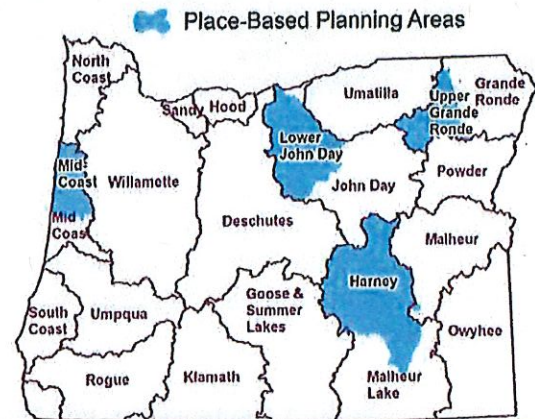 Place-Based Planning Areas
North
Coast
Sandy
Hood
Umatilla
Grande
Ronde
Upper
Grande
Ronde
Lower
John Day
Mid
Coast
Willamette
John Day
Powder
Mid
Coast
Deschutes
Malheur
Harney
South
Coast
Umpqua
Goose &
Summer
Lakes
Owyhee
Rogue
Klamath
Malheur
Lake